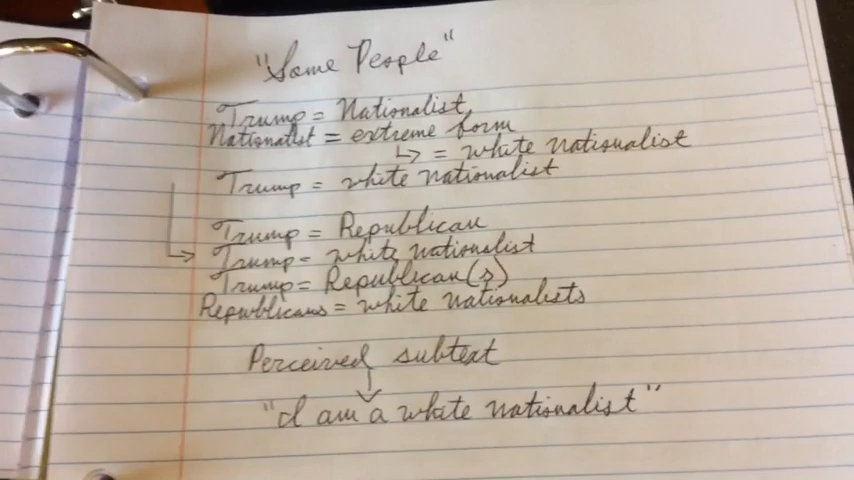 "Some People"
Trump = Nationalist
Nationalist = extreme form
↳ = white nationalist
Trump = white nationalist
Trump = Republican
Trump = white nationalist
Trump = Republican(s)
Republicans = white nationalists
Perceived subtext
"I am a white nationalist"